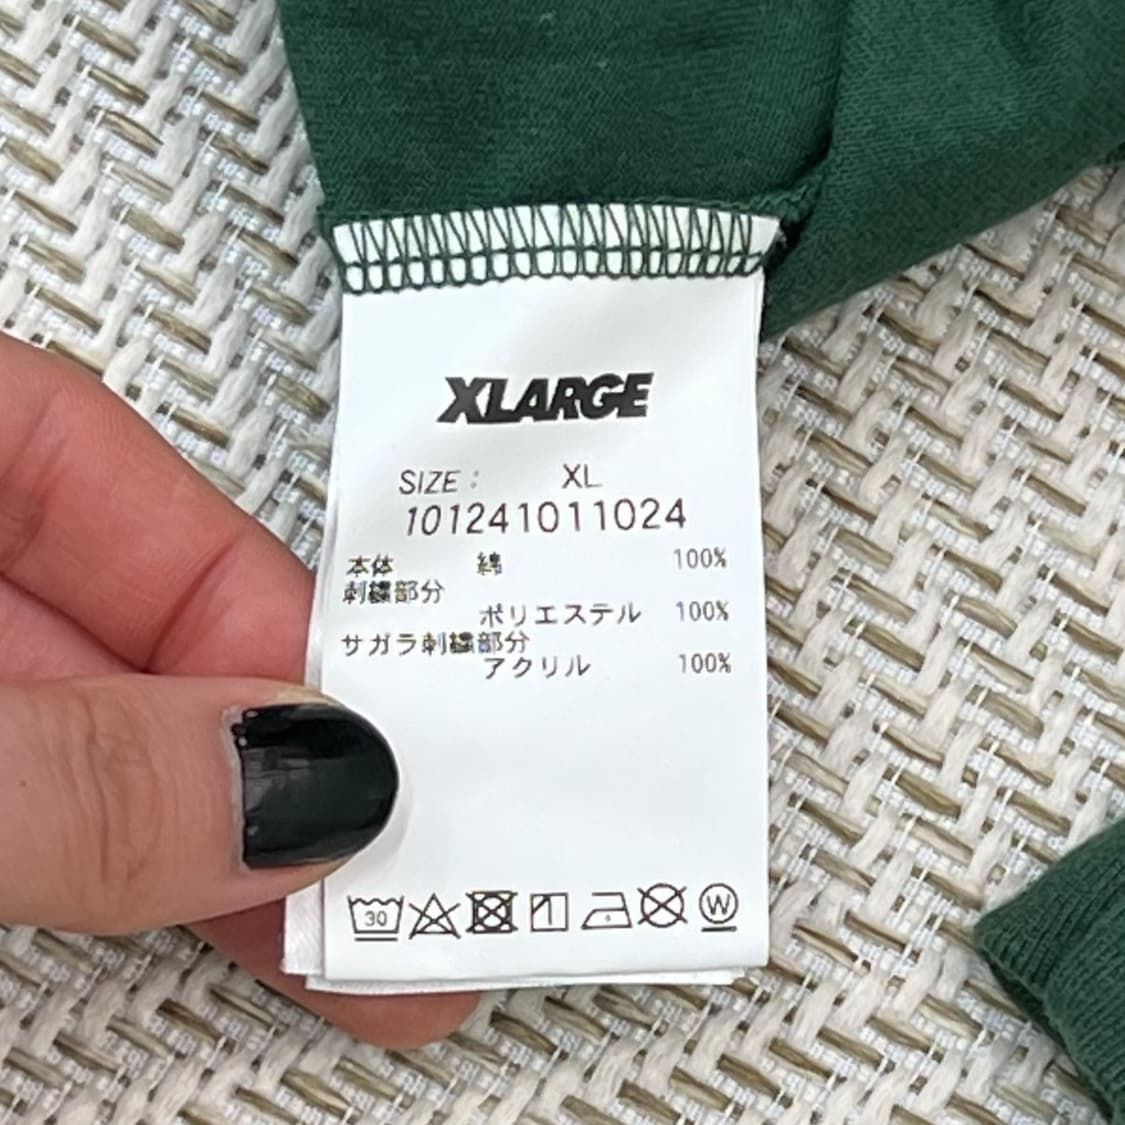 XLARGE
SIZE : XL
101241011024
本体 綿 100%
刺繍部分
ポリエステル 100%
サガラ刺繍部分
アクリル 100%
30 W